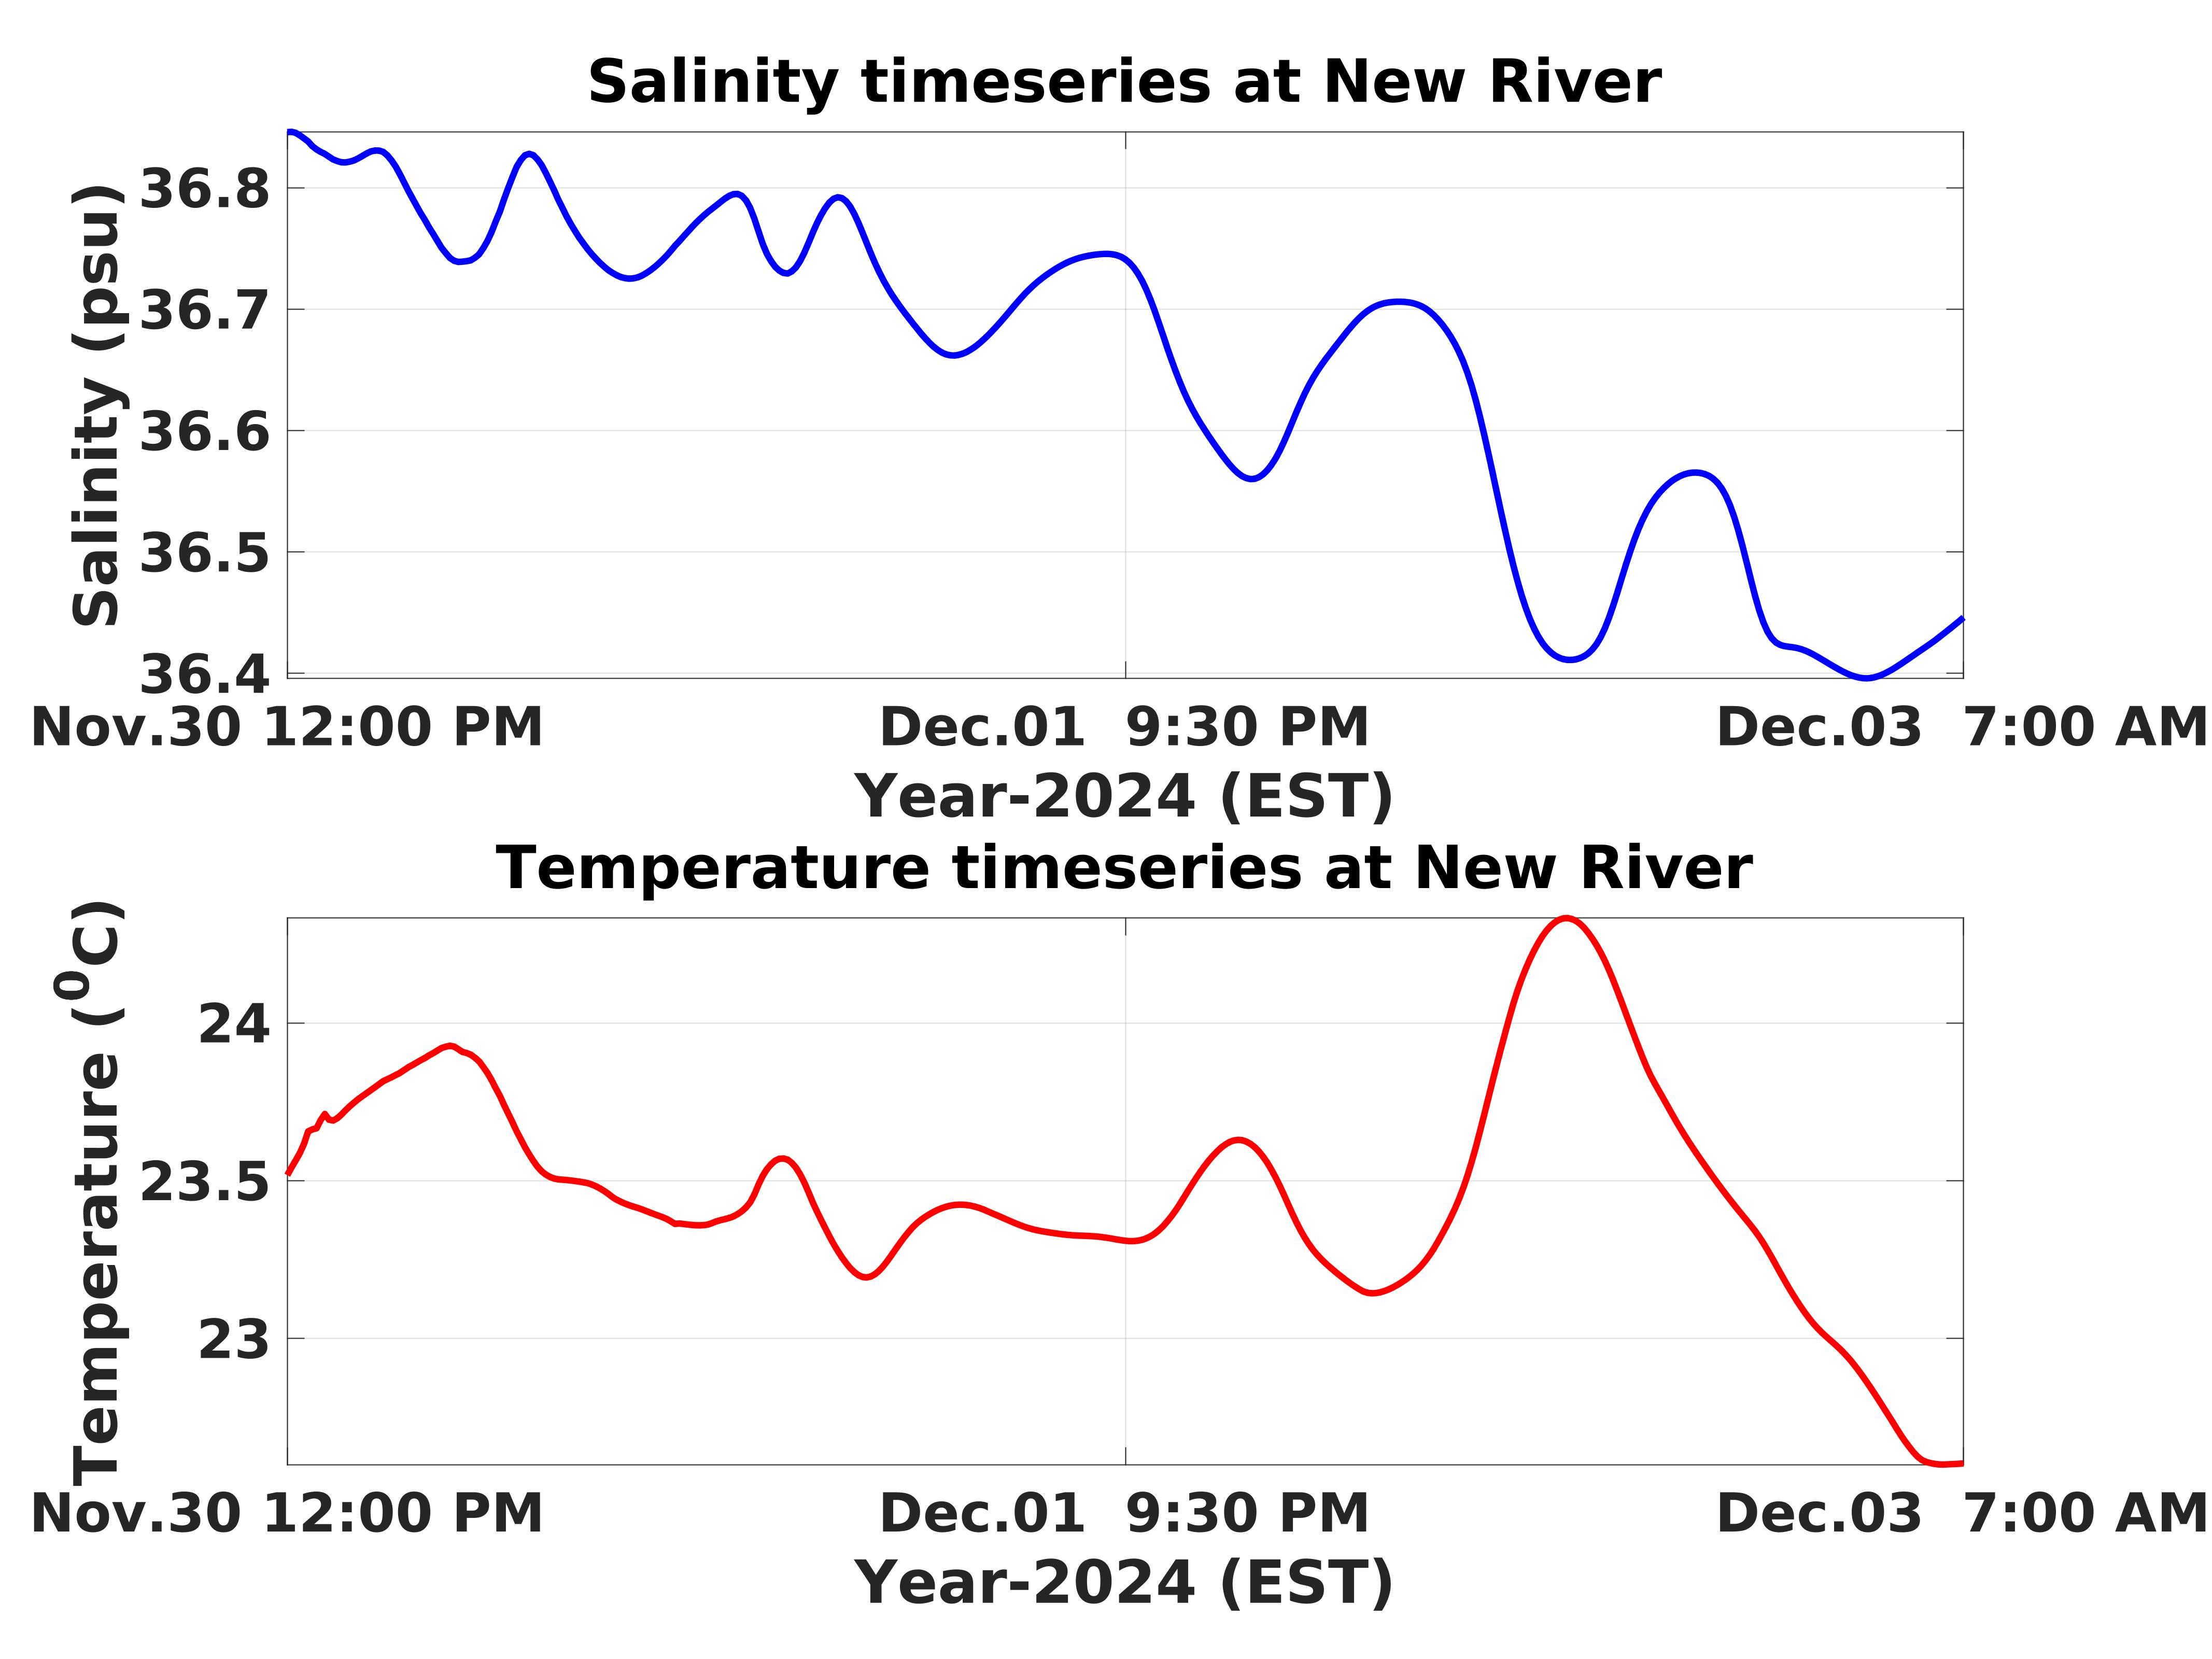 Salinity timeseries at New River
Salinity (psu)
36.8
36.7
36.6
36.5
36.4
Nov.30 12:00 PM Dec.01 9:30 PM Dec.03 7:00 AM
Year-2024 (EST)
Temperature timeseries at New River
Temperature (⁰C)
24
23.5
23
Nov.30 12:00 PM Dec.01 9:30 PM Dec.03 7:00 AM
Year-2024 (EST)